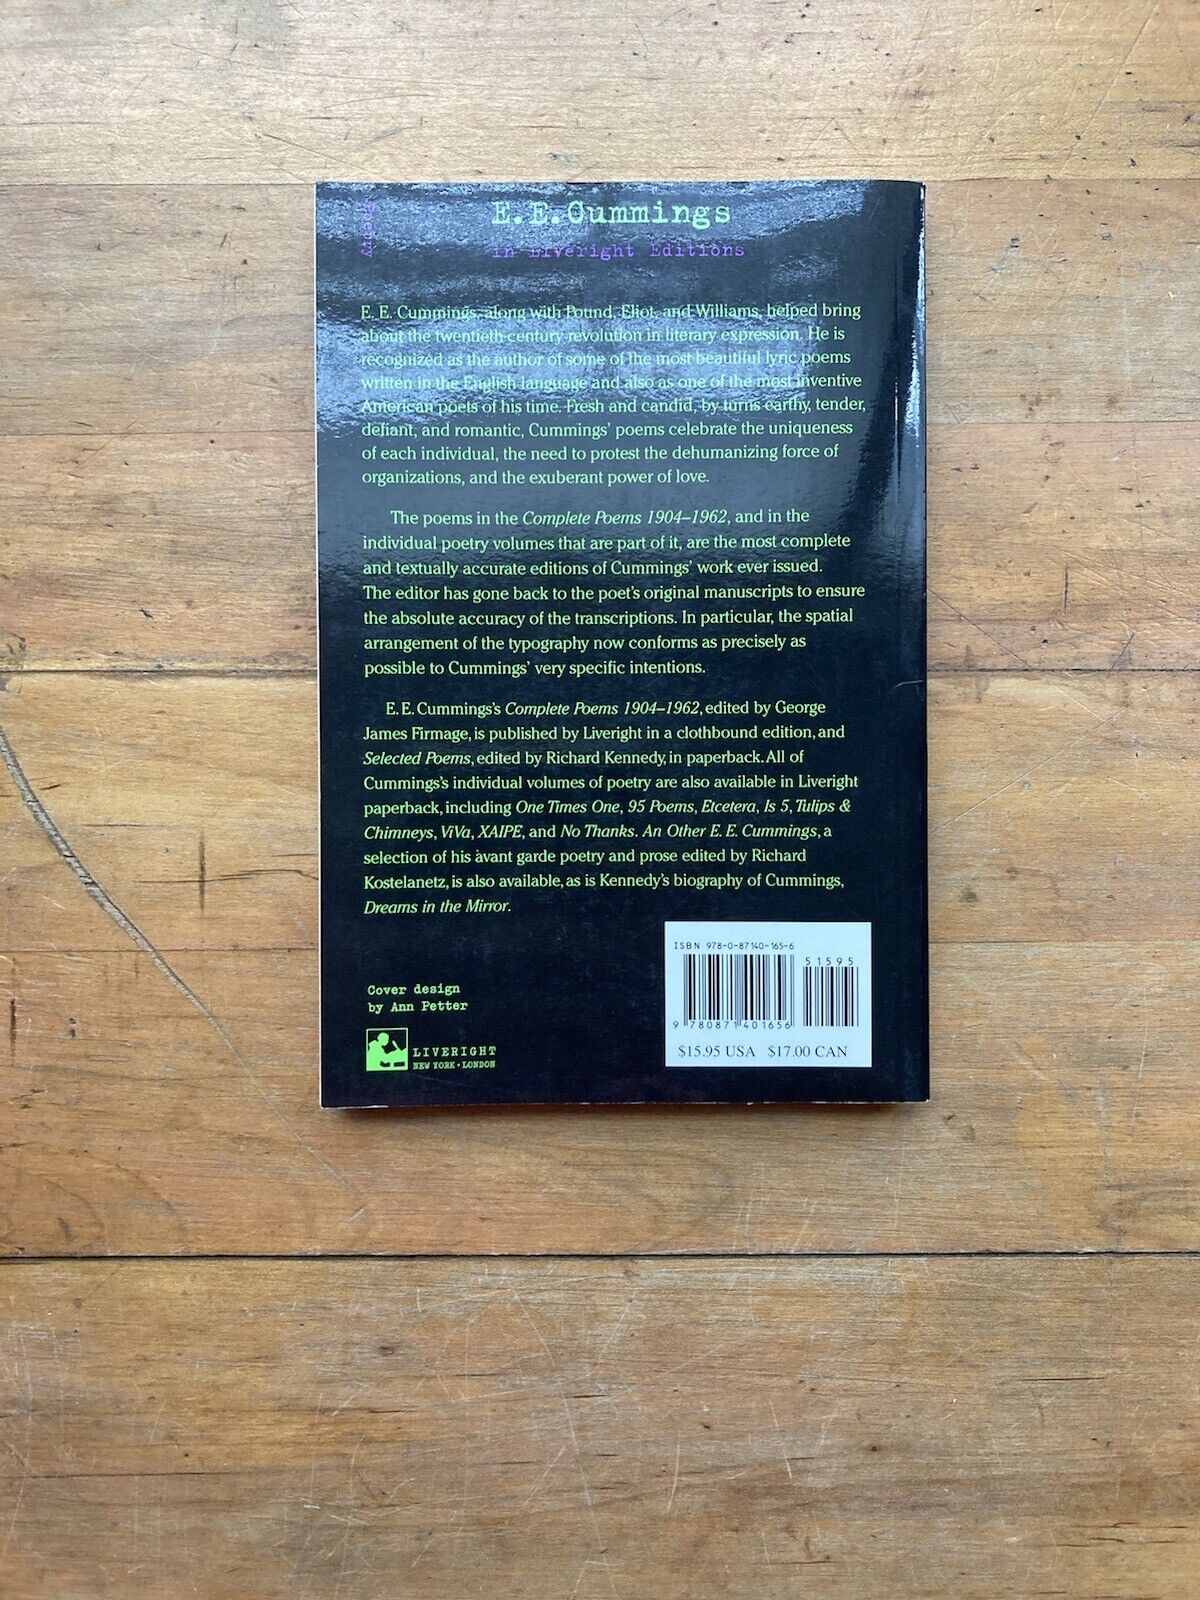 Poetry
E. E. Cummings
in Liveright Editions
E. E. Cummings, along with Pound, Eliot, and Williams, helped bring
about the twentieth-century revolution in literary expression. He is
recognized as the author of some of the most beautiful lyric poems
written in the English language and also as one of the most inventive
American poets of his time. Fresh and candid, by turns earthy, tender,
defiant, and romantic, Cummings' poems celebrate the uniqueness
of each individual, the need to protest the dehumanizing force of
organizations, and the exuberant power of love.
The poems in the Complete Poems 1904–1962, and in the
individual poetry volumes that are part of it, are the most complete
and textually accurate editions of Cummings' work ever issued.
The editor has gone back to the poet's original manuscripts to ensure
the absolute accuracy of the transcriptions. In particular, the spatial
arrangement of the typography now conforms as precisely as
possible to Cummings' very specific intentions.
E. E. Cummings's Complete Poems 1904–1962, edited by George
James Firmage, is published by Liveright in a clothbound edition, and
Selected Poems, edited by Richard Kennedy, in paperback. All of
Cummings's individual volumes of poetry are also available in Liveright
paperback, including One Times One, 95 Poems, Etcetera, Is 5, Tulips &
Chimneys, ViVa, XAIPE, and No Thanks. An Other E. E. Cummings, a
selection of his avant garde poetry and prose edited by Richard
Kostelanetz, is also available, as is Kennedy's biography of Cummings,
Dreams in the Mirror.
Cover design
by Ann Petter
LIVERIGHT
NEW YORK • LONDON
ISBN 978-0-87140-165-6
51595
9 780871 401656
$15.95 USA $17.00 CAN